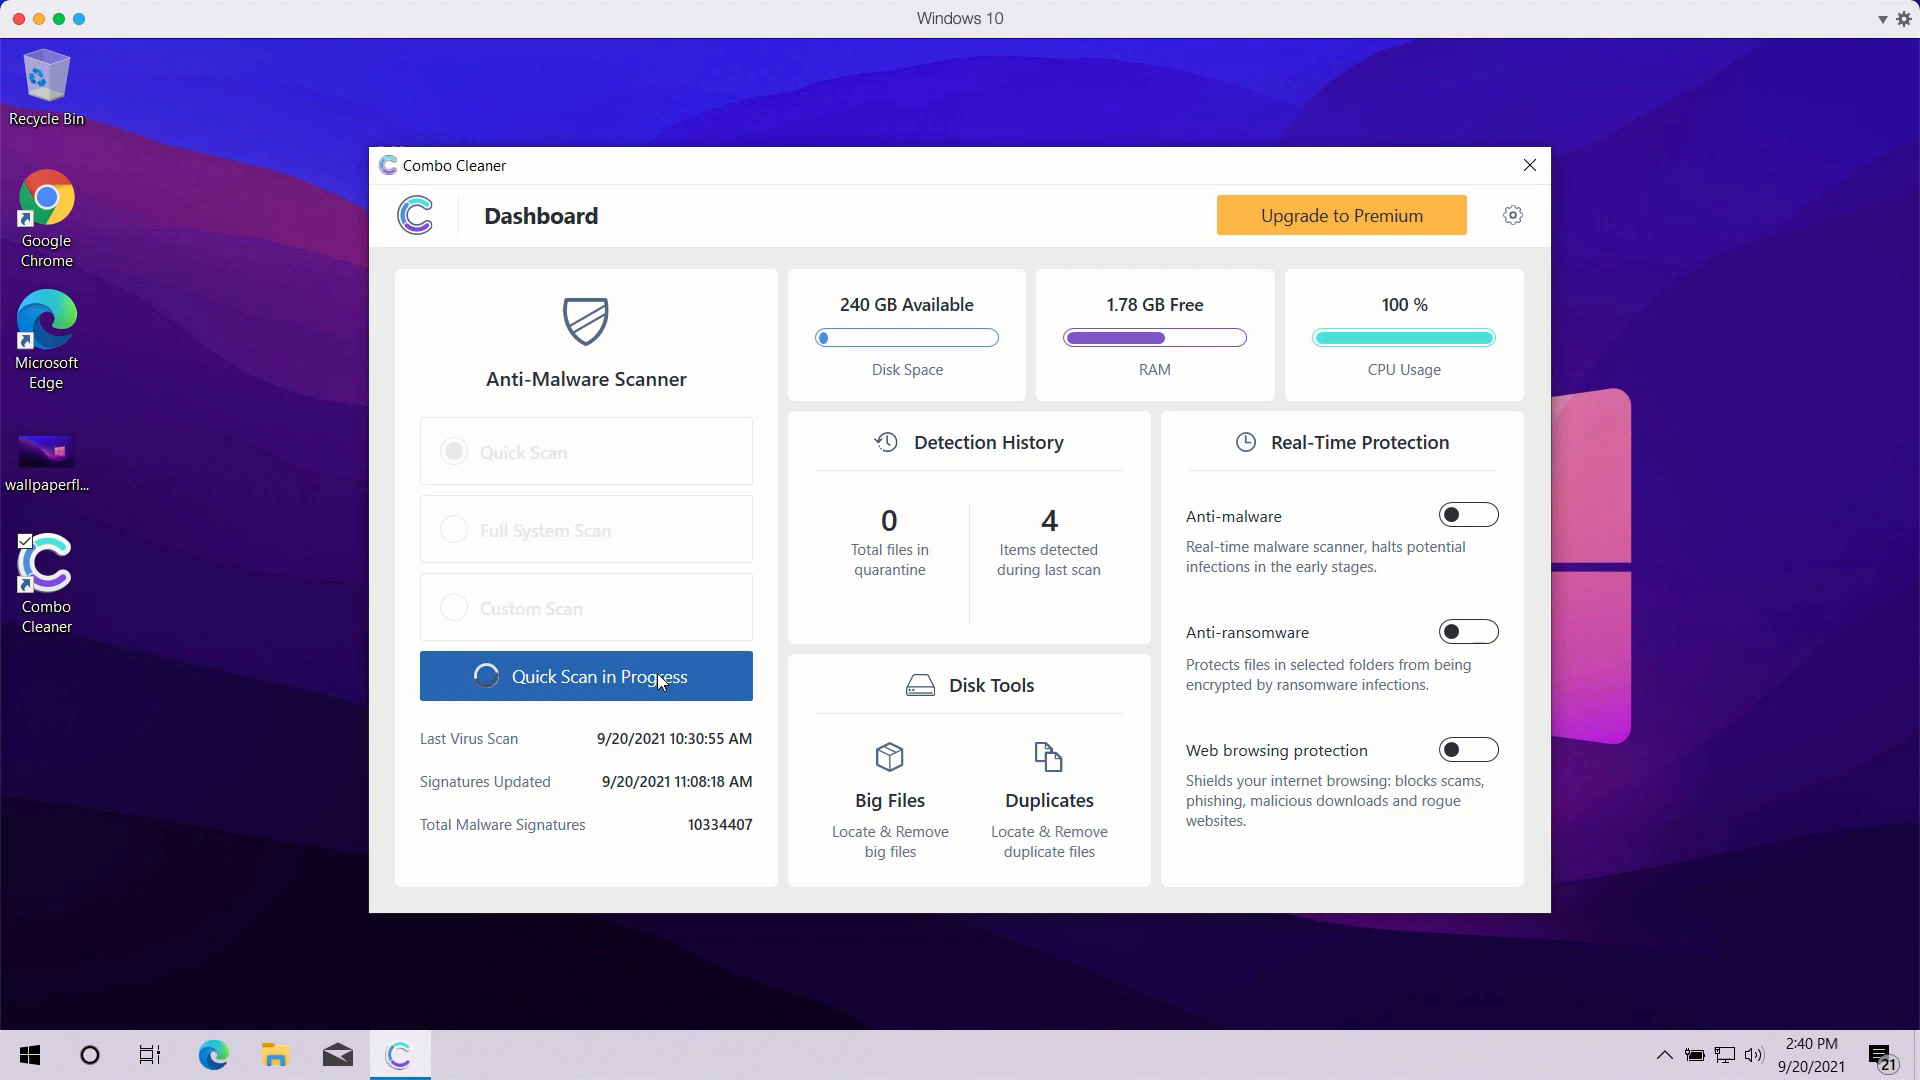 Windows 10
Recycle Bin
Google
Chrome
Microsoft
Edge
wallpaperfl...
Combo
Cleaner
Combo Cleaner
Dashboard
Upgrade to Premium
Anti-Malware Scanner
Quick Scan
Full System Scan
Custom Scan
Quick Scan in Progress
Last Virus Scan 9/20/2021 10:30:55 AM
Signatures Updated 9/20/2021 11:08:18 AM
Total Malware Signatures 10334407
240 GB Available
Disk Space
1.78 GB Free
RAM
100 %
CPU Usage
Detection History
0
Total files in
quarantine
4
Items detected
during last scan
Disk Tools
Big Files
Locate & Remove
big files
Duplicates
Locate & Remove
duplicate files
Real-Time Protection
Anti-malware
Real-time malware scanner, halts potential
infections in the early stages.
Anti-ransomware
Protects files in selected folders from being
encrypted by ransomware infections.
Web browsing protection
Shields your internet browsing: blocks scams,
phishing, malicious downloads and rogue
websites.
2:40 PM
9/20/2021
21